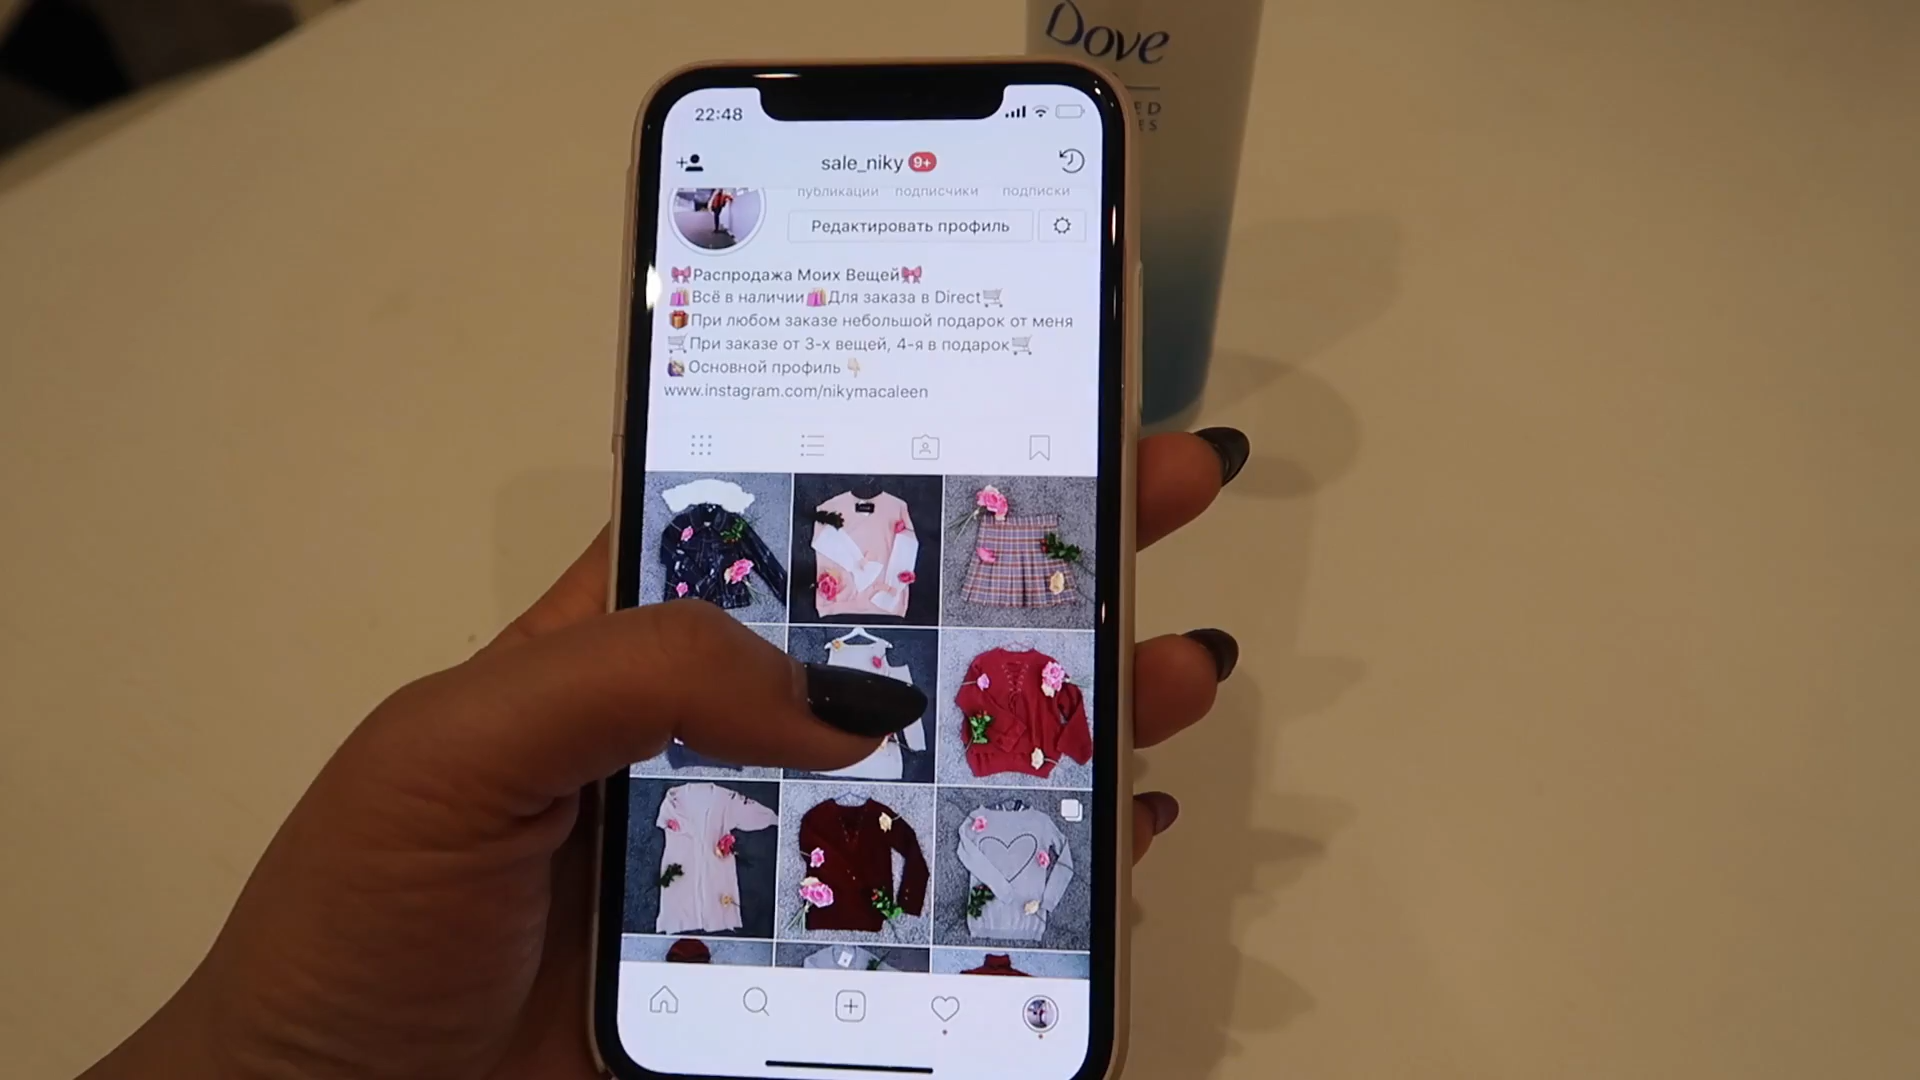 Dove
ED
ES
22:48
sale_niky 9+
публикации подписчики подписки
Редактировать профиль
🎀Распродажа Моих Вещей🎀
🛍Всё в наличии🛍Для заказа в Direct🛒
🎁При любом заказе небольшой подарок от меня
🛒При заказе от 3-х вещей, 4-я в подарок🛒
🙋🏻Основной профиль 👇🏻
www.instagram.com/nikymacaleen